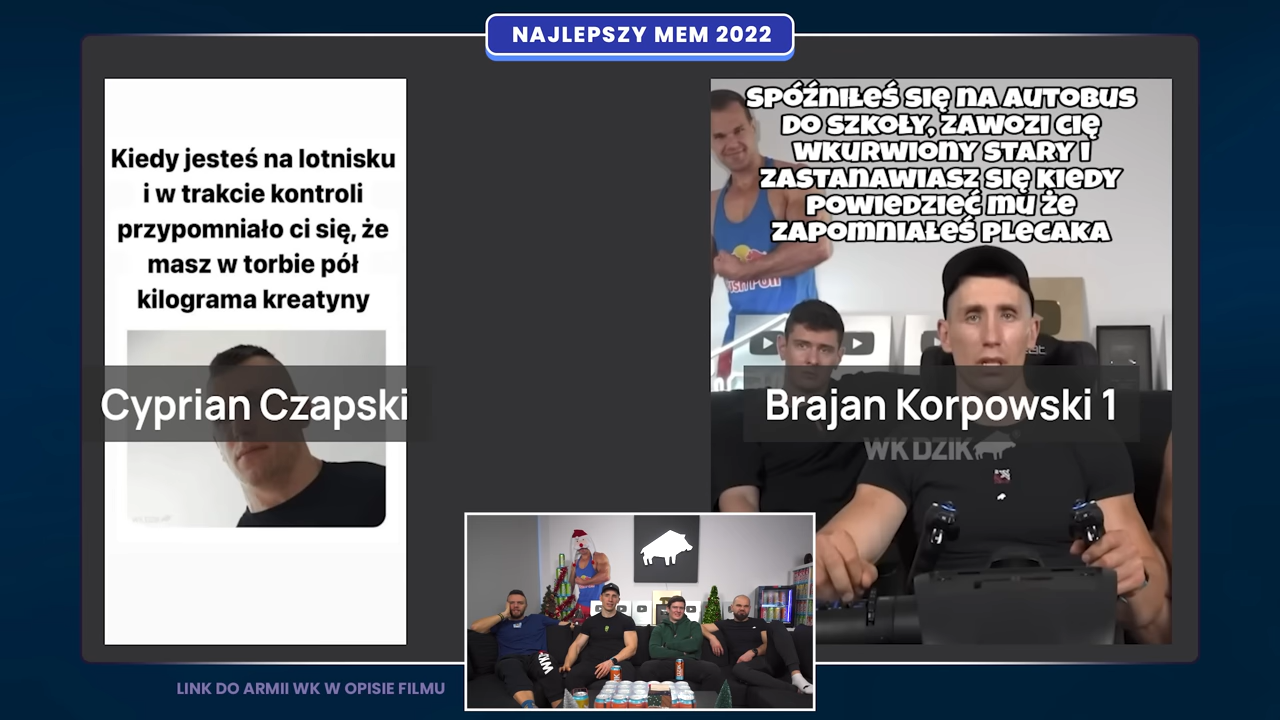 NAJLEPSZY MEM 2022
Kiedy jesteś na lotnisku
i w trakcie kontroli
przypomniało ci się, że
masz w torbie pół
kilograma kreatyny
Cyprian Czapski
SPÓŹNIŁEŚ SIĘ NA AUTOBUS
DO SZKOŁY, ZAWOZI CIĘ
WKURWIONY STARY I
ZASTANAWIASZ SIĘ KIEDY
POWIEDZIEĆ MU ŻE
ZAPOMNIAŁEŚ PLECAKA
Brajan Korpowski 1
WK DZIK
LINK DO ARMII WK W OPISIE FILMU